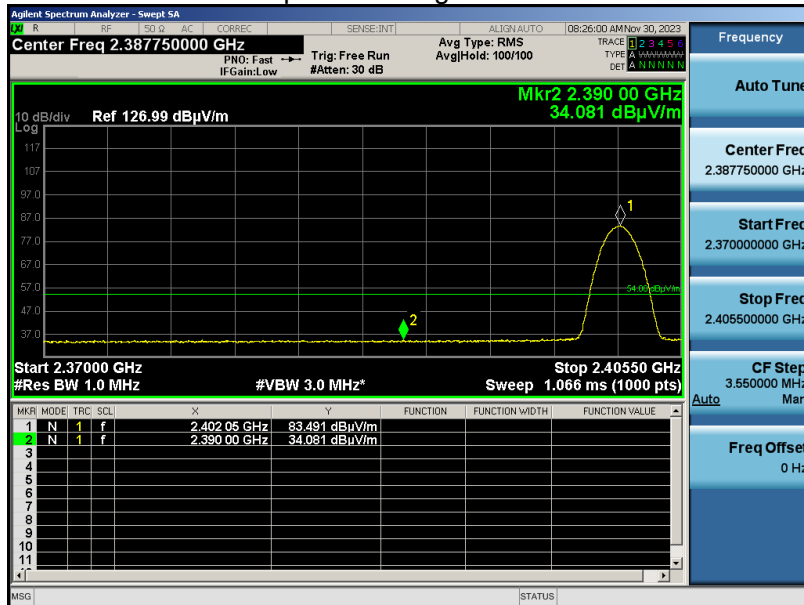 Agilent Spectrum Analyzer - Swept SA
LXI R RF 50 Ω AC CORREC SENSE:INT ALIGN AUTO 08:26:00 AM Nov 30, 2023
Center Freq 2.387750000 GHz
PNO: Fast
IFGain:Low
Trig: Free Run
#Atten: 30 dB
Avg Type: RMS
Avg|Hold: 100/100
TRACE 1 2 3 4 5 6
TYPE A WWWWW
DET A N N N N N
Mkr2 2.390 00 GHz
34.081 dBµV/m
10 dB/div Ref 126.99 dBµV/m
Log
117
107
97.0
87.0
77.0
67.0
57.0
47.0
37.0
1
2
54.00 dBµV/m
Start 2.37000 GHz Stop 2.40550 GHz
#Res BW 1.0 MHz #VBW 3.0 MHz* Sweep 1.066 ms (1000 pts)
MKR MODE TRC SCL X Y FUNCTION FUNCTION WIDTH FUNCTION VALUE
1 N 1 f 2.402 05 GHz 83.491 dBµV/m
2 N 1 f 2.390 00 GHz 34.081 dBµV/m
3
4
5
6
7
8
9
10
11
MSG STATUS
Frequency
Auto Tune
Center Freq
2.387750000 GHz
Start Freq
2.370000000 GHz
Stop Freq
2.405500000 GHz
CF Step
3.550000 MHz
Auto Man
Freq Offset
0 Hz